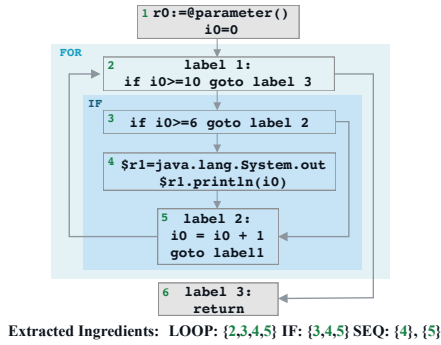 1 r0:=@parameter()
i0=0
FOR
2 label 1:
if i0>=10 goto label 3
IF
3 if i0>=6 goto label 2
4 $r1=java.lang.System.out
$r1.println(i0)
5 label 2:
i0 = i0 + 1
goto label1
6 label 3:
return
Extracted Ingredients: LOOP: {2,3,4,5} IF: {3,4,5} SEQ: {4}, {5}